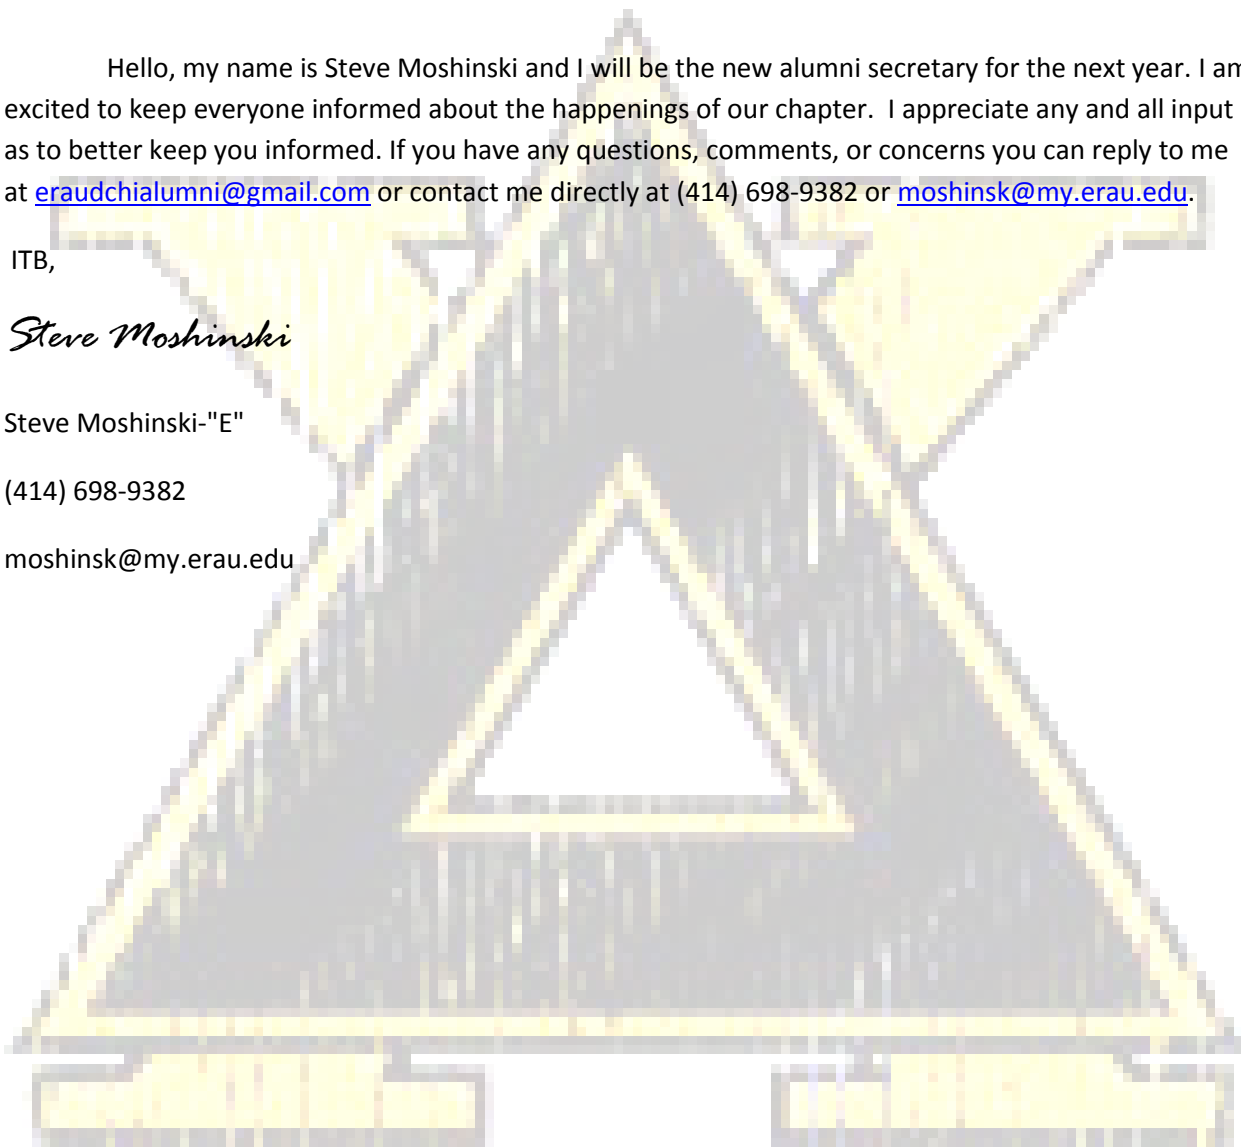 Hello, my name is Steve Moshinski and I will be the new alumni secretary for the next year. I am
excited to keep everyone informed about the happenings of our chapter.  I appreciate any and all input
as to better keep you informed. If you have any questions, comments, or concerns you can reply to me
at eraudchialumni@gmail.com or contact me directly at (414) 698-9382 or moshinsk@my.erau.edu.
ITB,
Steve Moshinski
Steve Moshinski-"E"
(414) 698-9382
moshinsk@my.erau.edu